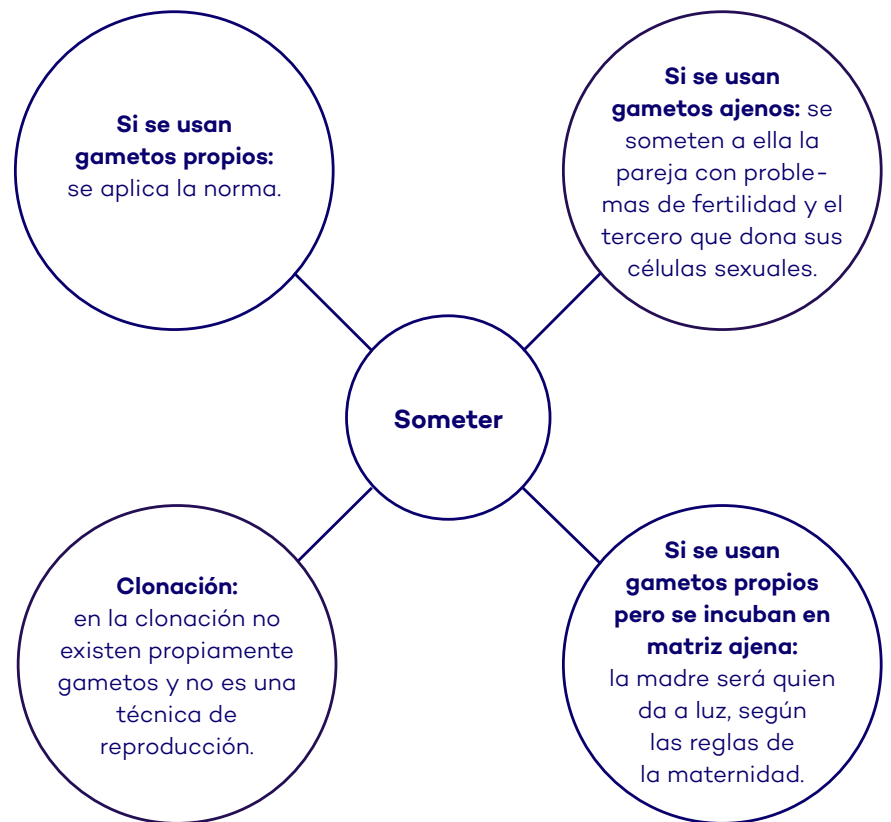 Si se usan
gametos propios:
se aplica la norma.
Si se usan
gametos ajenos: se
someten a ella la
pareja con proble-
mas de fertilidad y el
tercero que dona sus
células sexuales.
Someter
Clonación:
en la clonación no
existen propiamente
gametos y no es una
técnica de
reproducción.
Si se usan
gametos propios
pero se incuban en
matriz ajena:
la madre será quien
da a luz, según
las reglas de
la maternidad.